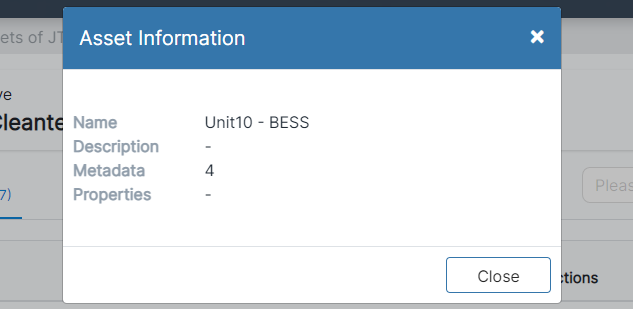 Asset Information ×
ets of JT
ve
Cleante
Name Unit10 - BESS
Description -
Metadata 4
Properties -
7)
Pleas
Close
ctions